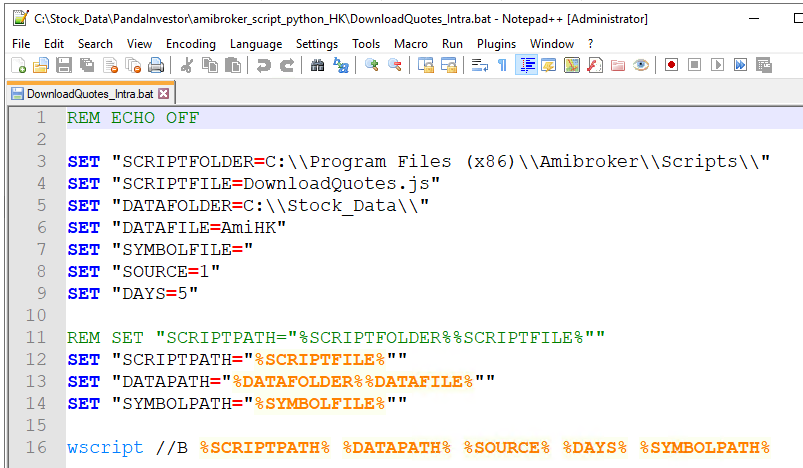 C:\Stock_Data\PandaInvestor\amibroker_script_python_HK\DownloadQuotes_Intra.bat - Notepad++ [Administrator]
File Edit Search View Encoding Language Settings Tools Macro Run Plugins Window ?
DownloadQuotes_Intra.bat
1 REM ECHO OFF
2
3 SET "SCRIPTFOLDER=C:\\Program Files (x86)\\Amibroker\\Scripts\\"
4 SET "SCRIPTFILE=DownloadQuotes.js"
5 SET "DATAFOLDER=C:\\Stock_Data\\"
6 SET "DATAFILE=AmiHK"
7 SET "SYMBOLFILE="
8 SET "SOURCE=1"
9 SET "DAYS=5"
10
11 REM SET "SCRIPTPATH="%SCRIPTFOLDER%%SCRIPTFILE%""
12 SET "SCRIPTPATH="%SCRIPTFILE%""
13 SET "DATAPATH="%DATAFOLDER%%DATAFILE%""
14 SET "SYMBOLPATH="%SYMBOLFILE%""
15
16 wscript //B %SCRIPTPATH% %DATAPATH% %SOURCE% %DAYS% %SYMBOLPATH%